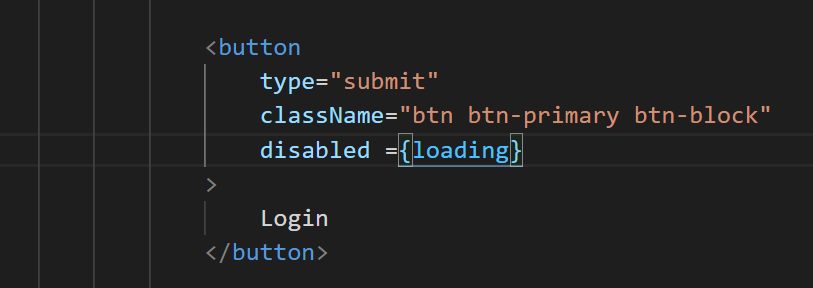 <button
type="submit"
className="btn btn-primary btn-block"
disabled ={loading}
>
Login
</button>